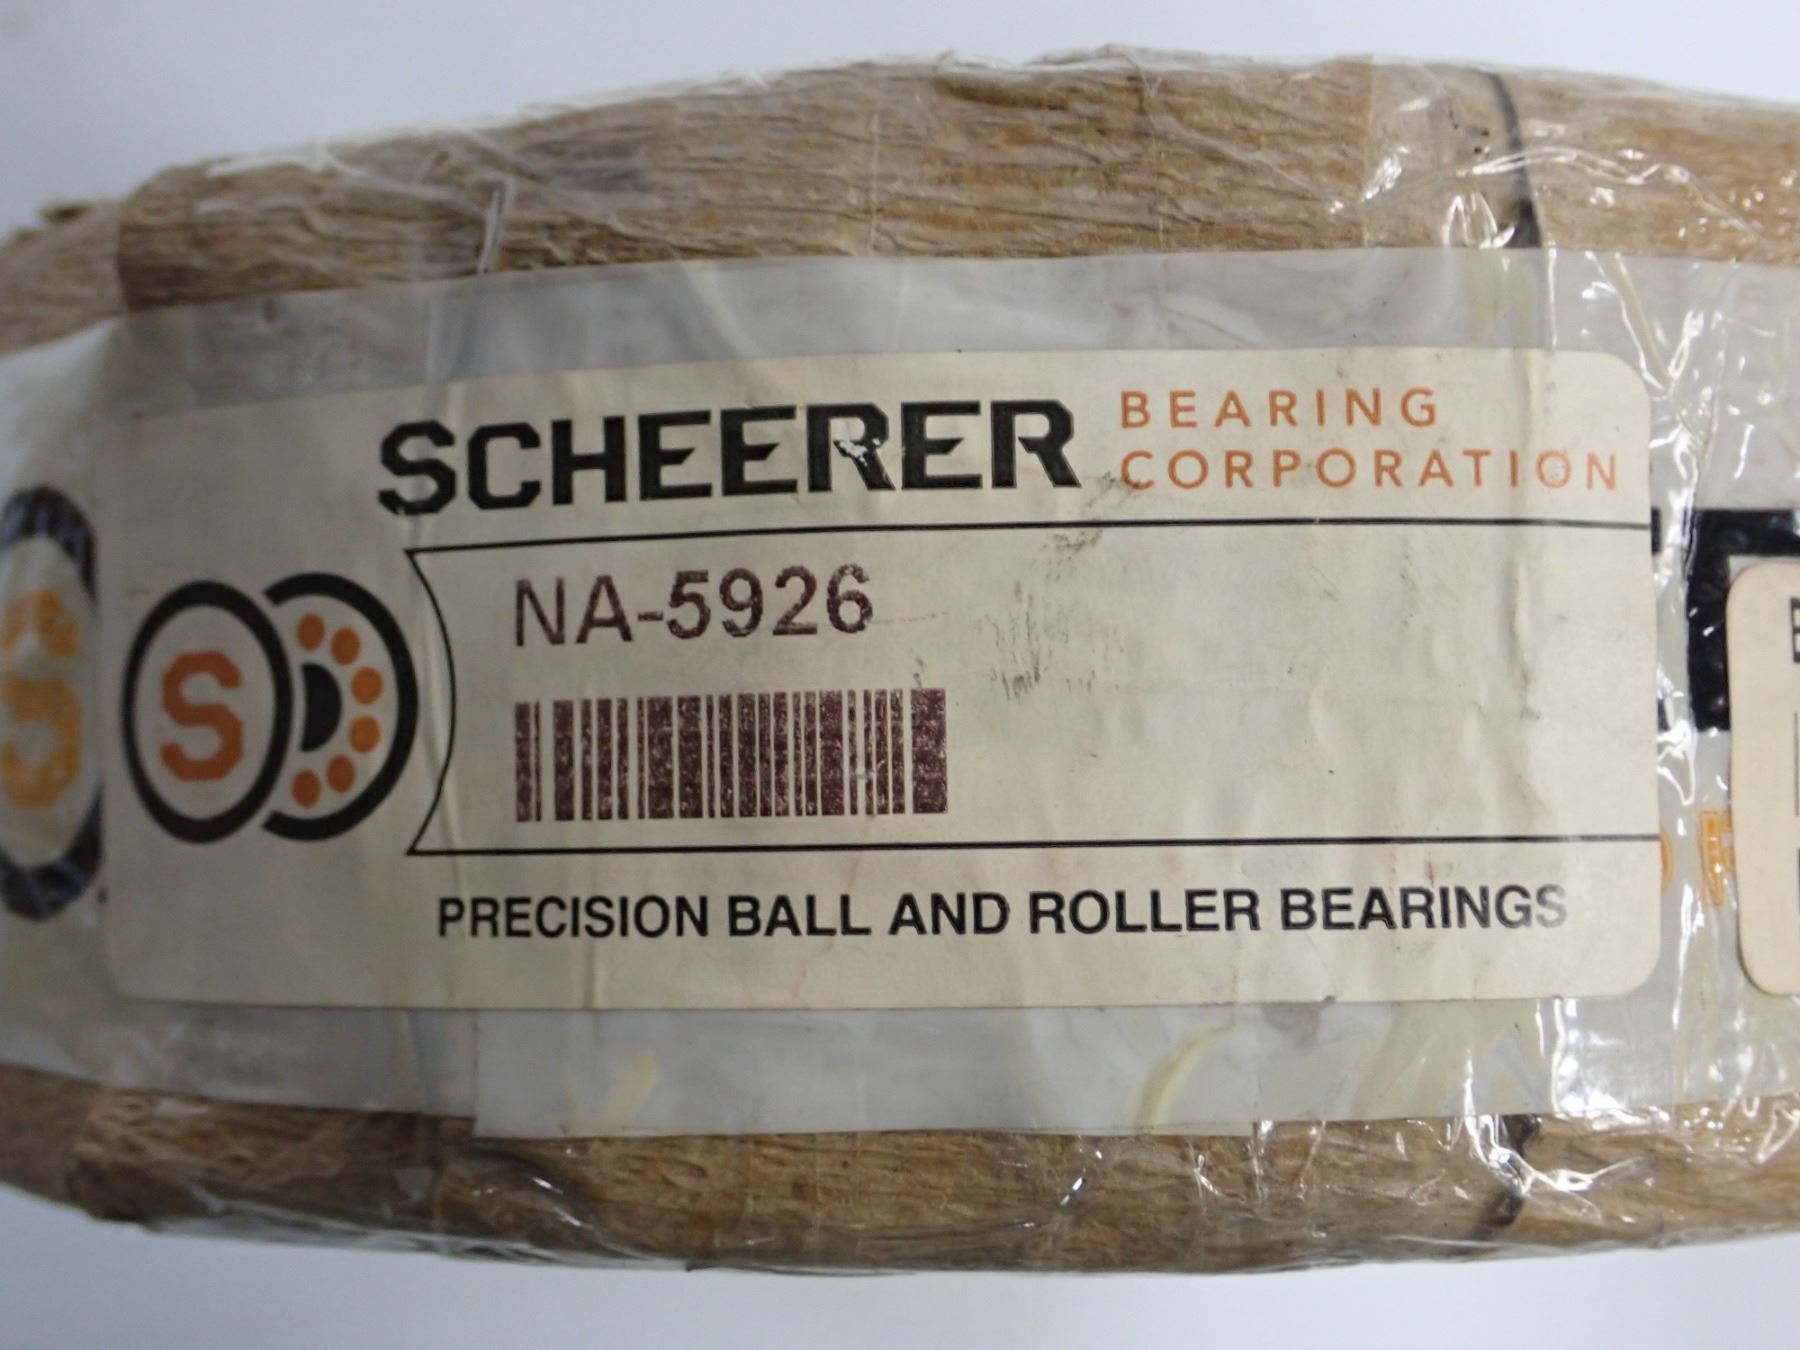 SCHEERER
BEARING
CORPORATION
S
NA-5926
PRECISION BALL AND ROLLER BEARINGS
S